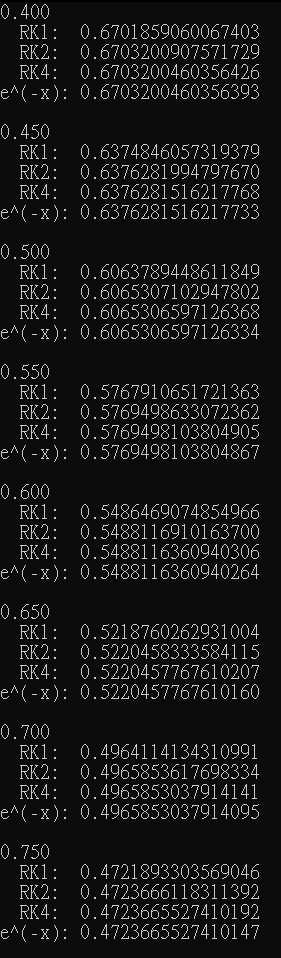 0.400
RK1: 0.6701859060067403
RK2: 0.6703200907571729
RK4: 0.6703200460356426
e^(-x): 0.6703200460356393
0.450
RK1: 0.6374846057319379
RK2: 0.6376281994797670
RK4: 0.6376281516217768
e^(-x): 0.6376281516217733
0.500
RK1: 0.6063789448611849
RK2: 0.6065307102947802
RK4: 0.6065306597126368
e^(-x): 0.6065306597126334
0.550
RK1: 0.5767910651721363
RK2: 0.5769498633072362
RK4: 0.5769498103804905
e^(-x): 0.5769498103804867
0.600
RK1: 0.5486469074854966
RK2: 0.5488116910163700
RK4: 0.5488116360940306
e^(-x): 0.5488116360940264
0.650
RK1: 0.5218760262931004
RK2: 0.5220458333584115
RK4: 0.5220457767610207
e^(-x): 0.5220457767610160
0.700
RK1: 0.4964114134310991
RK2: 0.4965853617698334
RK4: 0.4965853037914141
e^(-x): 0.4965853037914095
0.750
RK1: 0.4721893303569046
RK2: 0.4723666118311392
RK4: 0.4723665527410192
e^(-x): 0.4723665527410147